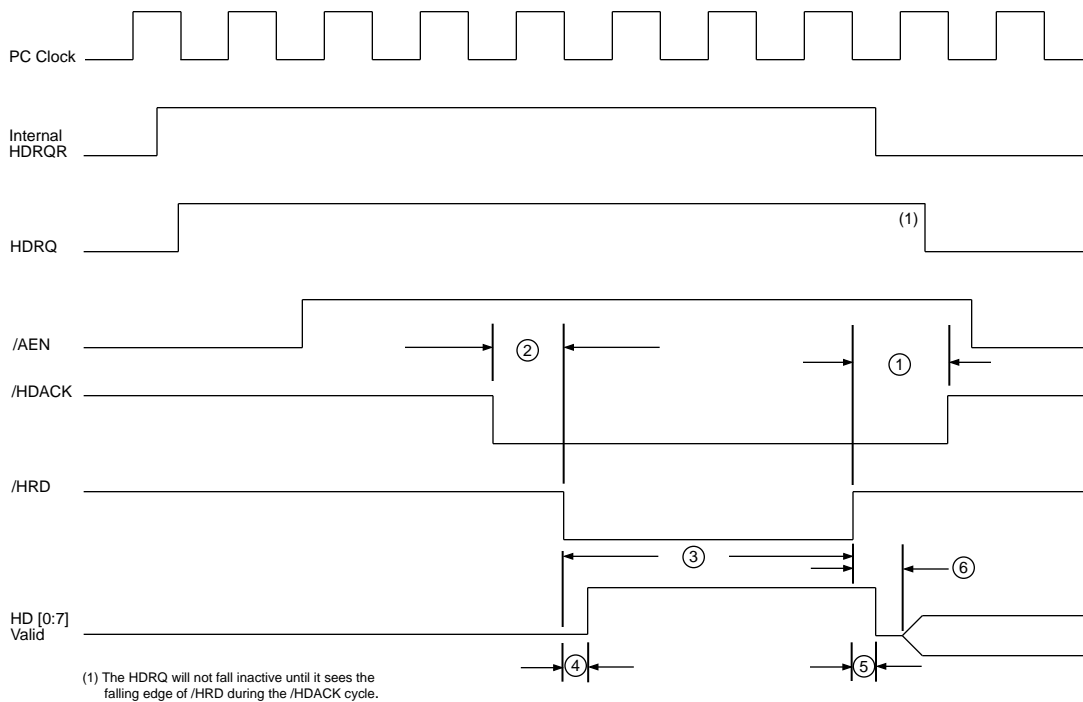 PC Clock
Internal
HDRQR
HDRQ
(1)
/AEN
2
1
/HDACK
/HRD
3
6
HD [0:7]
Valid
4
5
(1) The HDRQ will not fall inactive until it sees the
falling edge of /HRD during the /HDACK cycle.